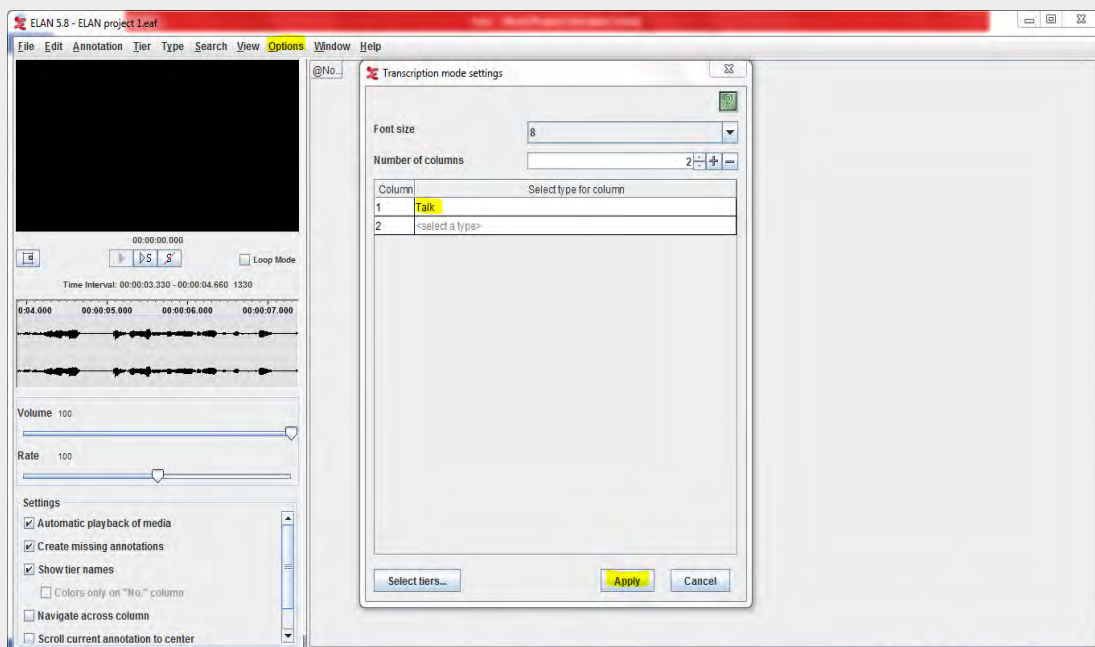 ELAN 5.8 - ELAN project 1.eaf
File Edit Annotation Tier Type Search View Options Window Help
@No...
Transcription mode settings
Font size
8
Number of columns
2
Column Select type for column
1 Talk
2 <select a type>
Select tiers... Apply Cancel
00:00:00.000
S S
Loop Mode
Time Interval: 00:00:03.330 - 00:00:04.660 1330
0:04.000 00:00:05.000 00:00:06.000 00:00:07.000
Volume 100
Rate 100
Settings
Automatic playback of media
Create missing annotations
Show tier names
Colors only on "No." column
Navigate across column
Scroll current annotation to center